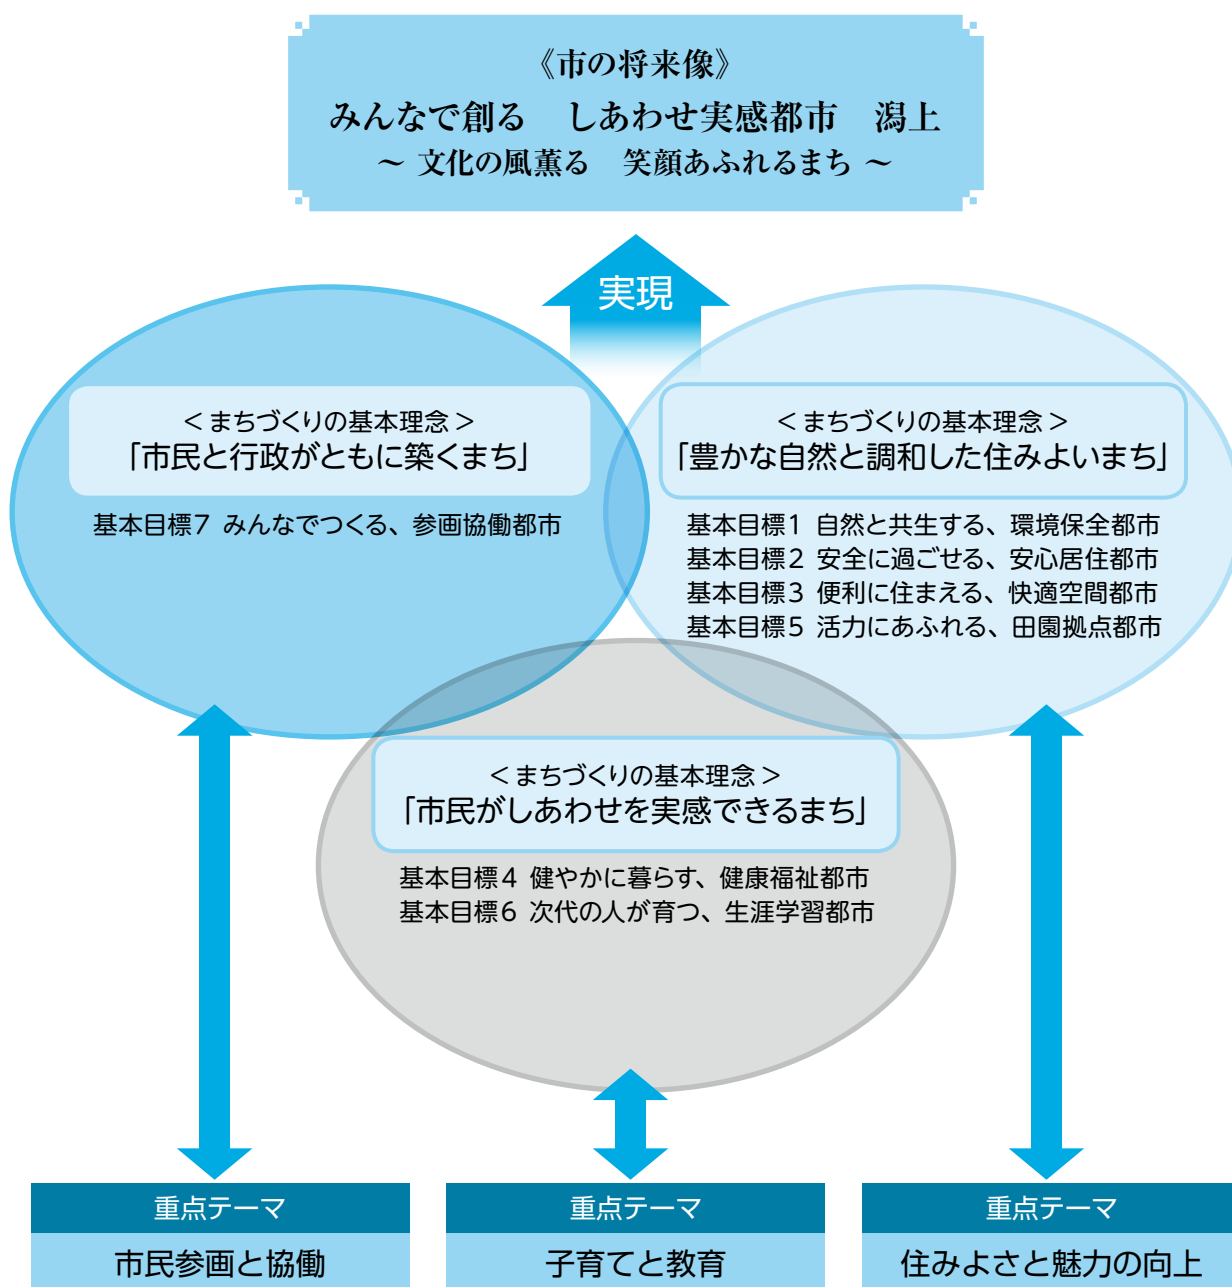 《市の将来像》
みんなで創る　しあわせ実感都市　潟上
～ 文化の風薫る　笑顔あふれるまち ～
実現
＜まちづくりの基本理念＞
「市民と行政がともに築くまち」
基本目標7 みんなでつくる、参画協働都市
＜まちづくりの基本理念＞
「豊かな自然と調和した住みよいまち」
基本目標1 自然と共生する、環境保全都市
基本目標2 安全に過ごせる、安心居住都市
基本目標3 便利に住まえる、快適空間都市
基本目標5 活力にあふれる、田園拠点都市
＜まちづくりの基本理念＞
「市民がしあわせを実感できるまち」
基本目標4 健やかに暮らす、健康福祉都市
基本目標6 次代の人が育つ、生涯学習都市
重点テーマ
市民参画と協働
重点テーマ
子育てと教育
重点テーマ
住みよさと魅力の向上